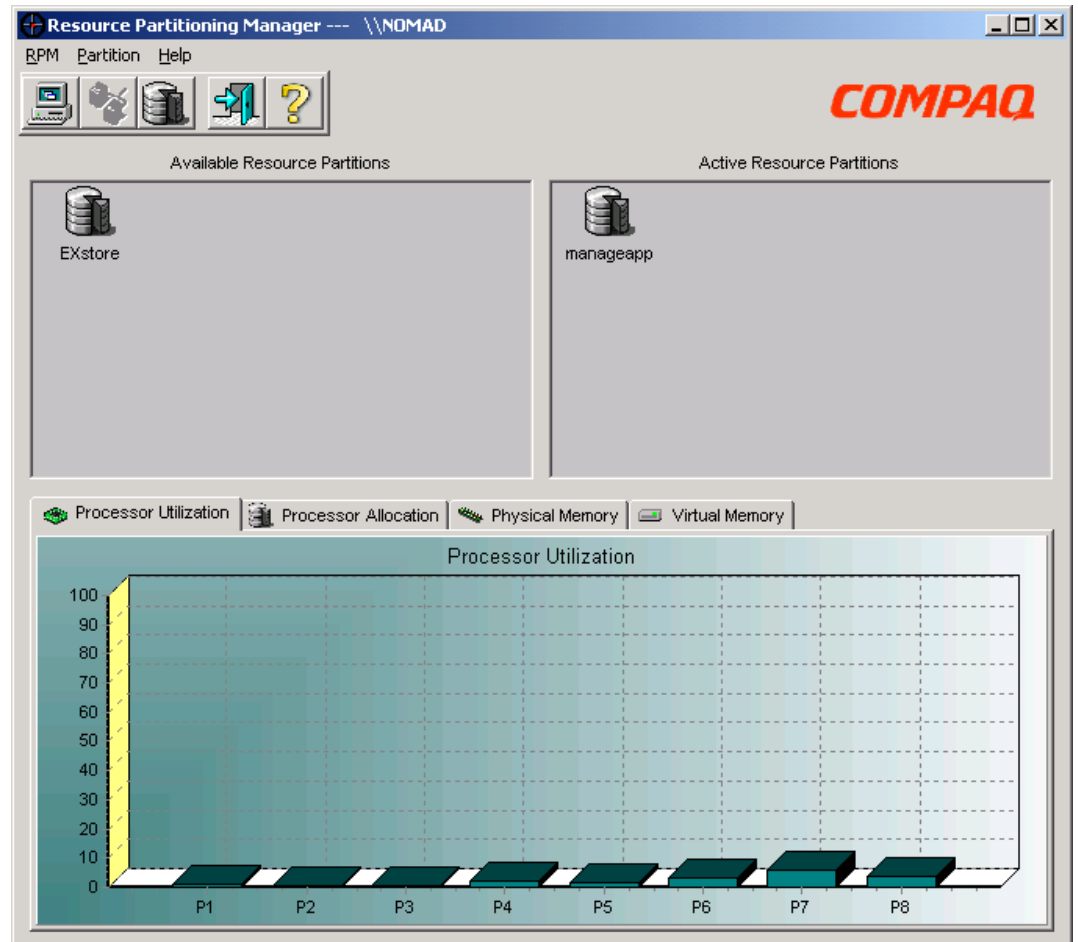 Resource Partitioning Manager --- \\NOMAD
RPM Partition Help
COMPAQ
Available Resource Partitions
Active Resource Partitions
EXstore
manageapp
Processor Utilization
Processor Allocation
Physical Memory
Virtual Memory
Processor Utilization
100
90
80
70
60
50
40
30
20
10
0
P1 P2 P3 P4 P5 P6 P7 P8